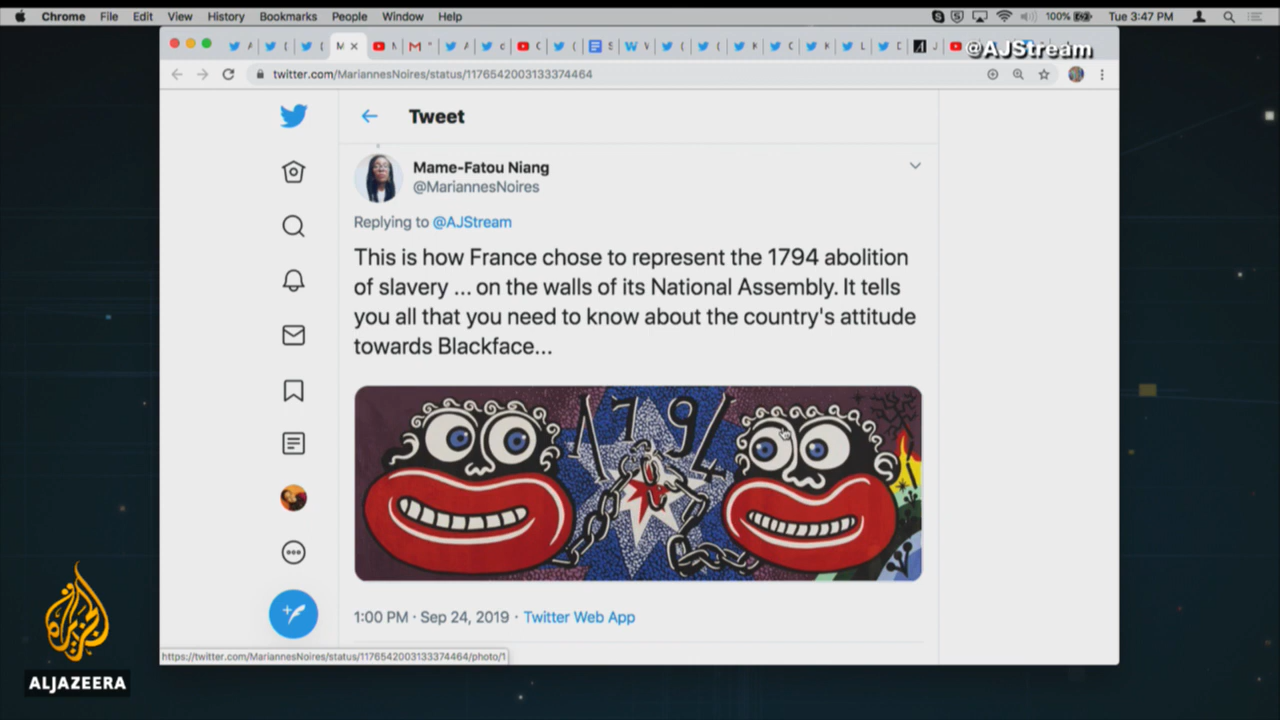 Chrome File Edit View History Bookmarks People Window Help 100% Tue 3:47 PM
@AJStream
twitter.com/MariannesNoires/status/1176542003133374464
Tweet
Mame-Fatou Niang
@MariannesNoires
Replying to @AJStream
This is how France chose to represent the 1794 abolition
of slavery ... on the walls of its National Assembly. It tells
you all that you need to know about the country's attitude
towards Blackface...
1794
1:00 PM · Sep 24, 2019 · Twitter Web App
https://twitter.com/MariannesNoires/status/1176542003133374464/photo/1
الجزيرة
ALJAZEERA